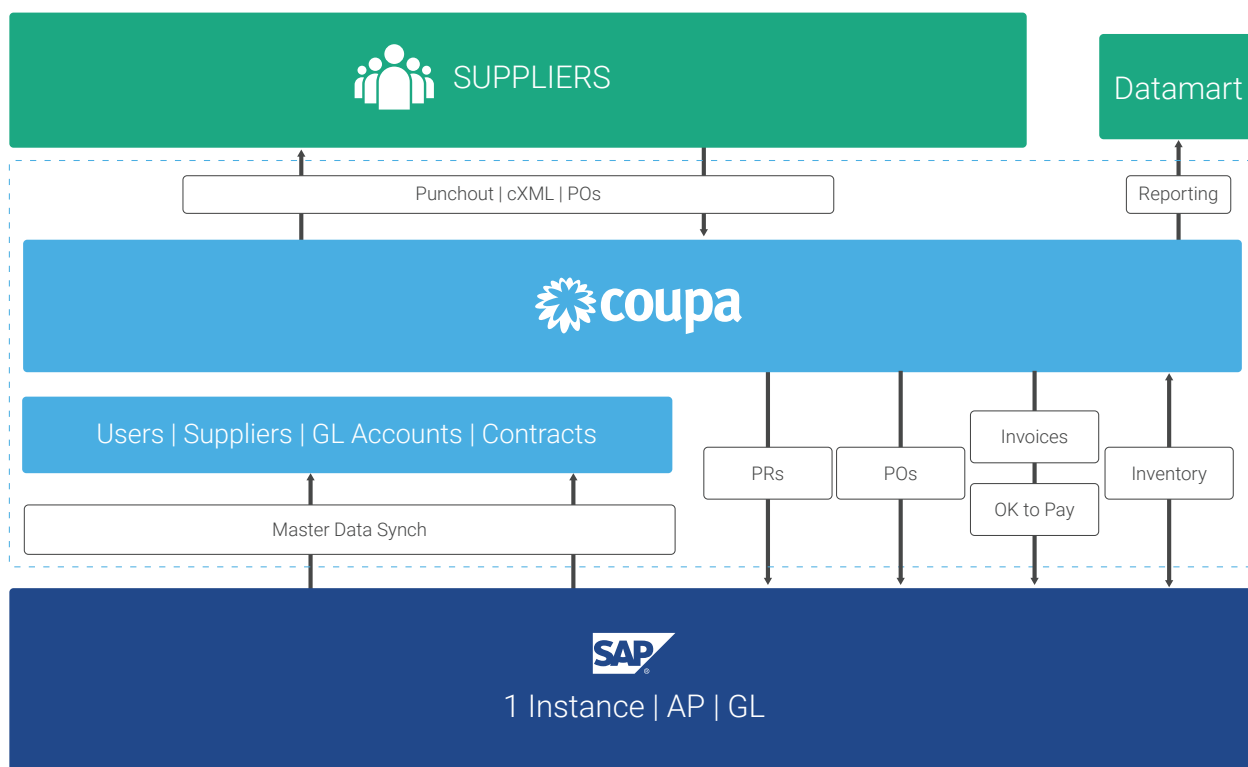 SUPPLIERS
Datamart
Punchout | cXML | POs
Reporting
coupa
Users | Suppliers | GL Accounts | Contracts
Invoices
PRs
POs
Inventory
OK to Pay
Master Data Synch
SAP®
1 Instance | AP | GL